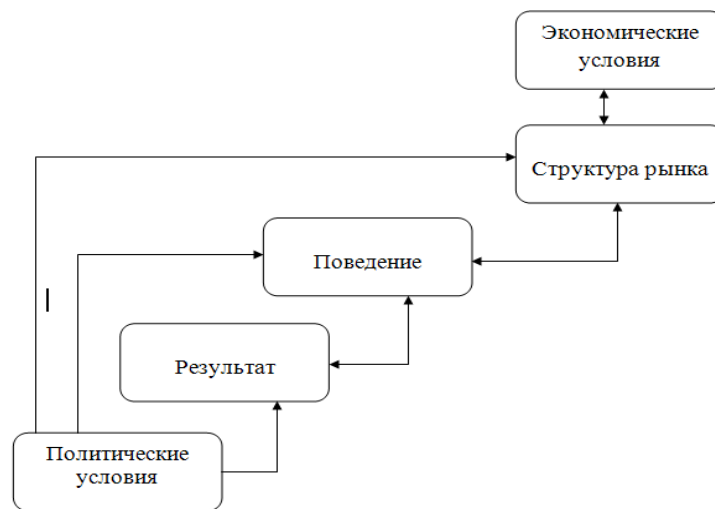 Экономические
условия
Структура рынка
Поведение
Результат
Политические
условия